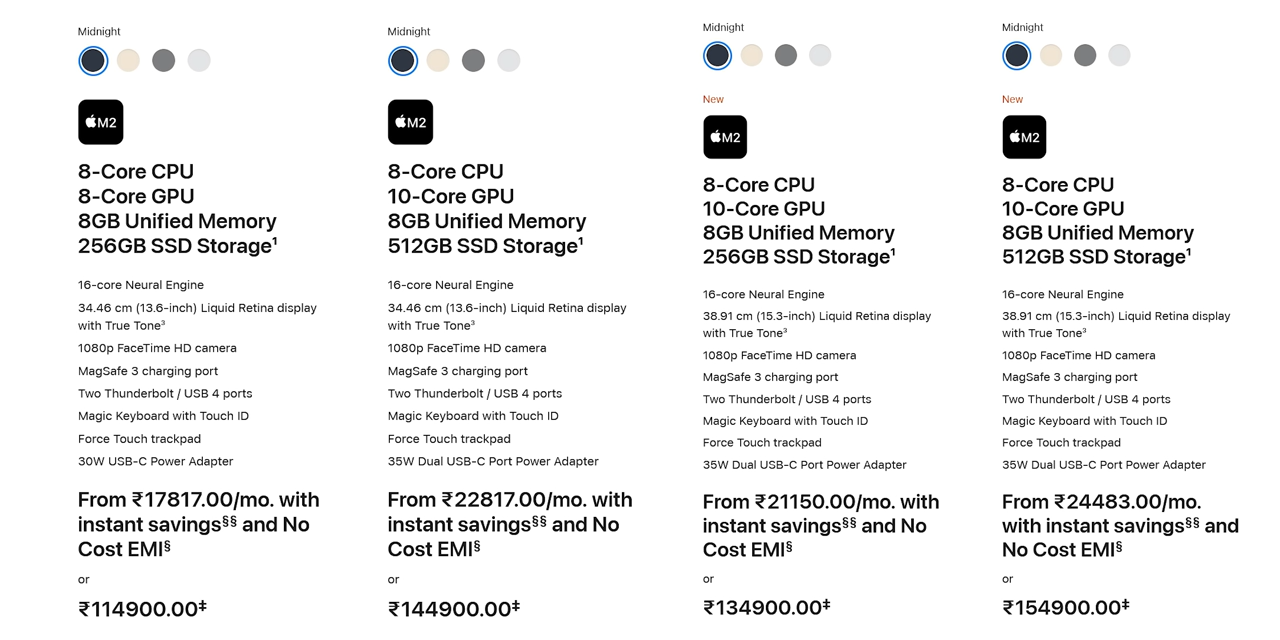 Midnight
M2
8-Core CPU
8-Core GPU
8GB Unified Memory
256GB SSD Storage¹
16-core Neural Engine
34.46 cm (13.6-inch) Liquid Retina display
with True Tone³
1080p FaceTime HD camera
MagSafe 3 charging port
Two Thunderbolt / USB 4 ports
Magic Keyboard with Touch ID
Force Touch trackpad
30W USB-C Power Adapter
From ₹17817.00/mo. with
instant savings§§ and No
Cost EMI§
or
₹114900.00‡
Midnight
M2
8-Core CPU
10-Core GPU
8GB Unified Memory
512GB SSD Storage¹
16-core Neural Engine
34.46 cm (13.6-inch) Liquid Retina display
with True Tone³
1080p FaceTime HD camera
MagSafe 3 charging port
Two Thunderbolt / USB 4 ports
Magic Keyboard with Touch ID
Force Touch trackpad
35W Dual USB-C Port Power Adapter
From ₹22817.00/mo. with
instant savings§§ and No
Cost EMI§
or
₹144900.00‡
Midnight
New
M2
8-Core CPU
10-Core GPU
8GB Unified Memory
256GB SSD Storage¹
16-core Neural Engine
38.91 cm (15.3-inch) Liquid Retina display
with True Tone³
1080p FaceTime HD camera
MagSafe 3 charging port
Two Thunderbolt / USB 4 ports
Magic Keyboard with Touch ID
Force Touch trackpad
35W Dual USB-C Port Power Adapter
From ₹21150.00/mo. with
instant savings§§ and No
Cost EMI§
or
₹134900.00‡
Midnight
New
M2
8-Core CPU
10-Core GPU
8GB Unified Memory
512GB SSD Storage¹
16-core Neural Engine
38.91 cm (15.3-inch) Liquid Retina display
with True Tone³
1080p FaceTime HD camera
MagSafe 3 charging port
Two Thunderbolt / USB 4 ports
Magic Keyboard with Touch ID
Force Touch trackpad
35W Dual USB-C Port Power Adapter
From ₹24483.00/mo.
with instant savings§§ and
No Cost EMI§
or
₹154900.00‡